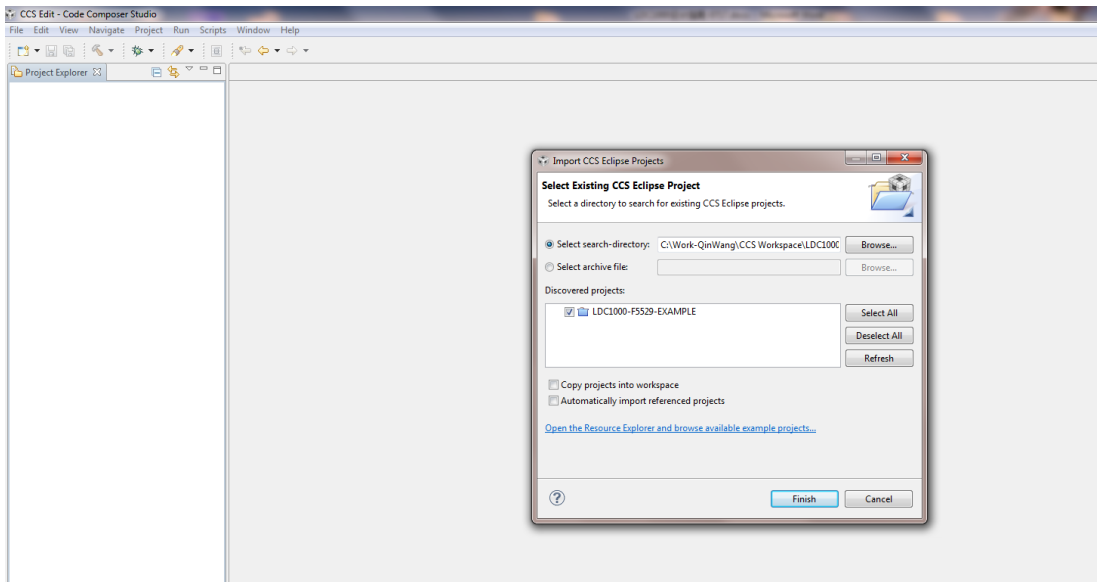 CCS Edit - Code Composer Studio
File Edit View Navigate Project Run Scripts Window Help
Project Explorer
Import CCS Eclipse Projects
Select Existing CCS Eclipse Project
Select a directory to search for existing CCS Eclipse projects.
Select search-directory: C:\Work-QinWang\CCS Workspace\LDC1000 Browse...
Select archive file: Browse...
Discovered projects:
LDC1000-F5529-EXAMPLE
Select All
Deselect All
Refresh
Copy projects into workspace
Automatically import referenced projects
Open the Resource Explorer and browse available example projects...
Finish Cancel